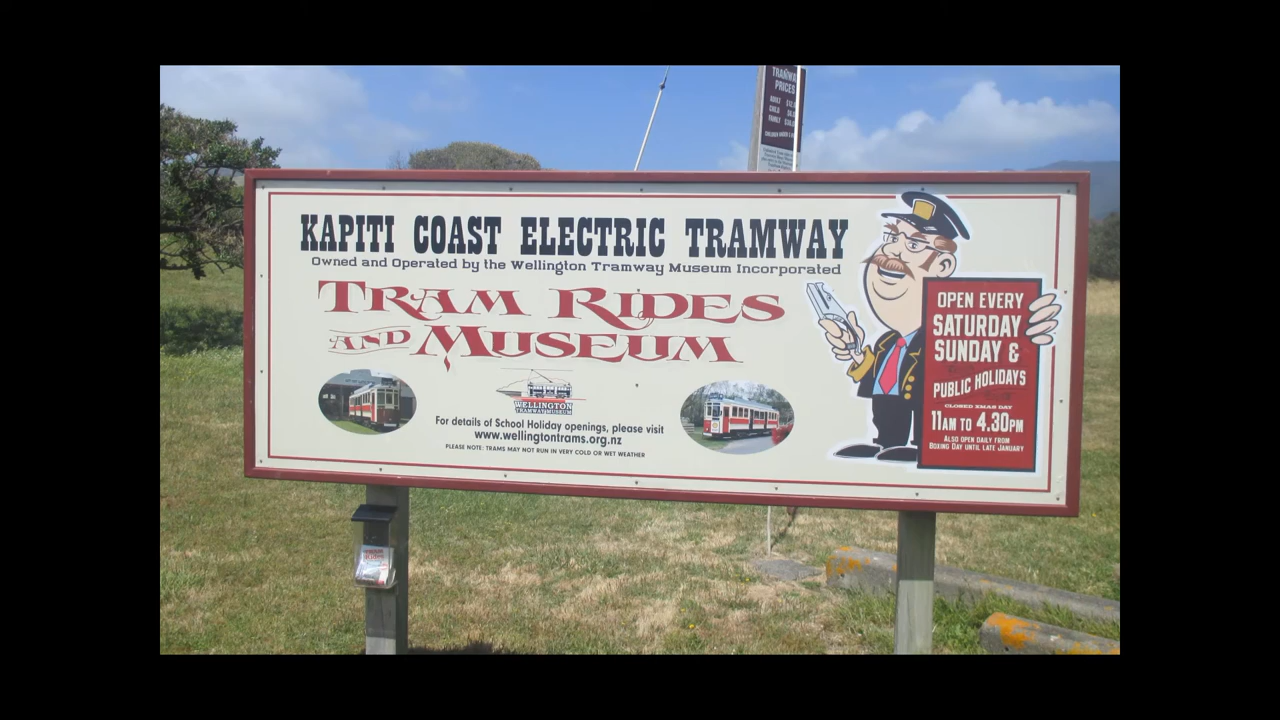 TRAMWAY
PRICES
ADULT
CHILD
FAMILY
KAPITI COAST ELECTRIC TRAMWAY
Owned and Operated by the Wellington Tramway Museum Incorporated
TRAM RIDES
AND MUSEUM
WELLINGTON
TRAMWAY MUSEUM
For details of School Holiday openings, please visit
www.wellingtontrams.org.nz
PLEASE NOTE: TRAMS MAY NOT RUN IN VERY COLD OR WET WEATHER
OPEN EVERY
SATURDAY
SUNDAY &
PUBLIC HOLIDAYS
CLOSED XMAS DAY
11AM TO 4.30PM
ALSO OPEN DAILY FROM
BOXING DAY UNTIL LATE JANUARY